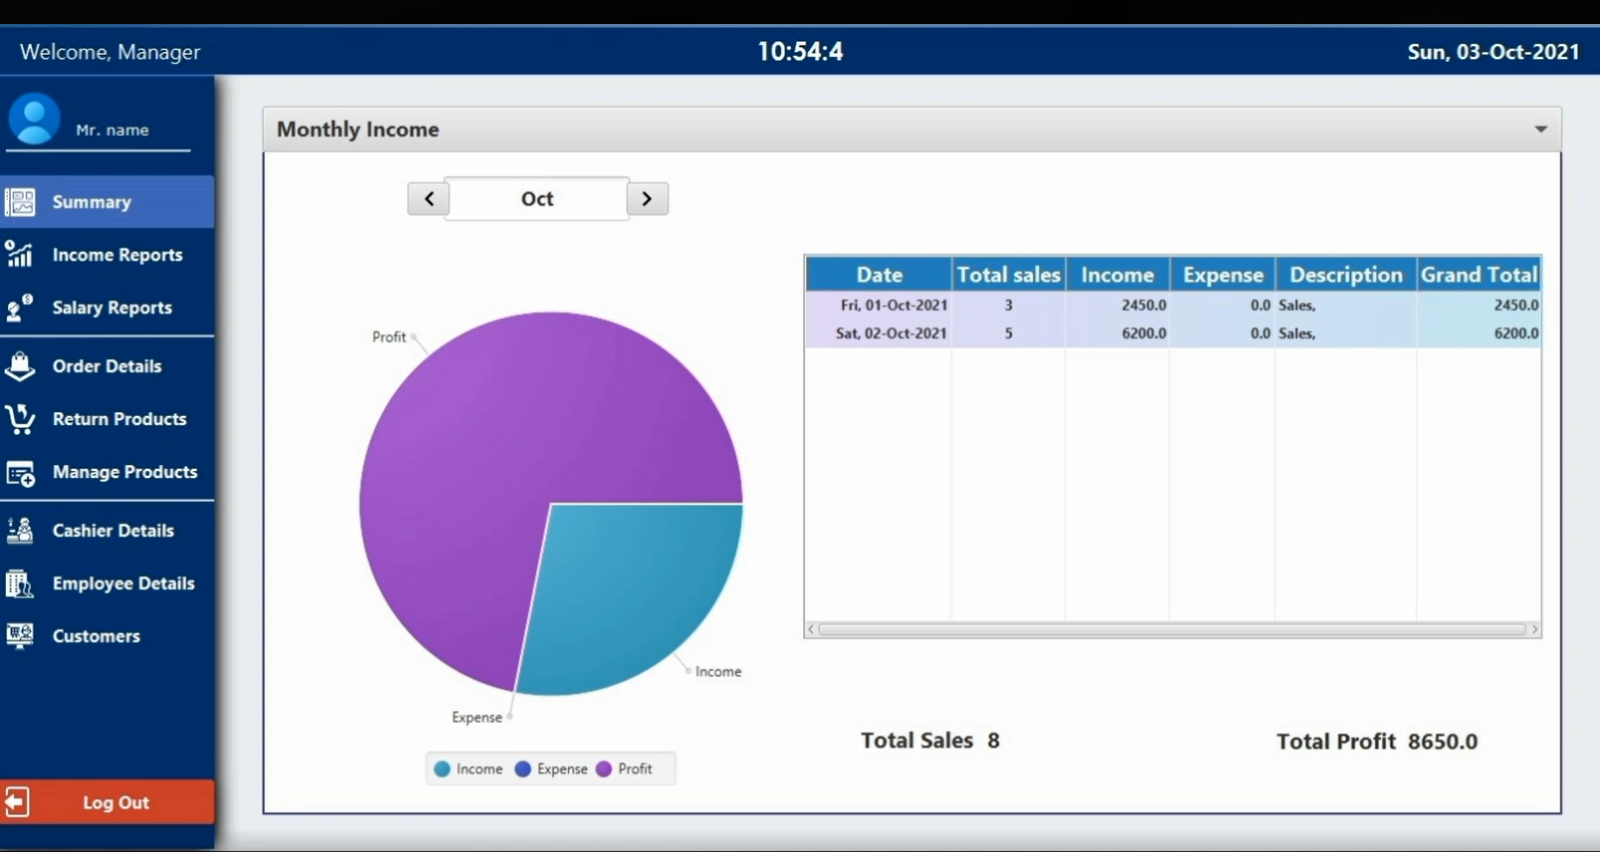 Welcome, Manager
10:54:4
Sun, 03-Oct-2021
Mr. name
Summary
Income Reports
Salary Reports
Order Details
Return Products
Manage Products
Cashier Details
Employee Details
Customers
Log Out
Monthly Income
Oct
Profit
Income
Expense
Income Expense Profit
Date Total sales Income Expense Description Grand Total
Fri, 01-Oct-2021 3 2450.0 0.0 Sales, 2450.0
Sat, 02-Oct-2021 5 6200.0 0.0 Sales, 6200.0
Total Sales 8
Total Profit 8650.0